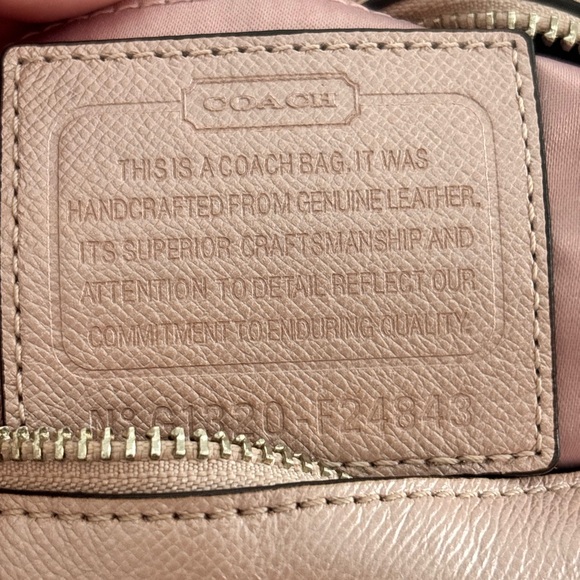 COACH
THIS IS A COACH BAG. IT WAS
HANDCRAFTED FROM GENUINE LEATHER.
ITS SUPERIOR CRAFTSMANSHIP AND
ATTENTION TO DETAIL REFLECT OUR
COMMITMENT TO ENDURING QUALITY.
Nº G1320-F24843